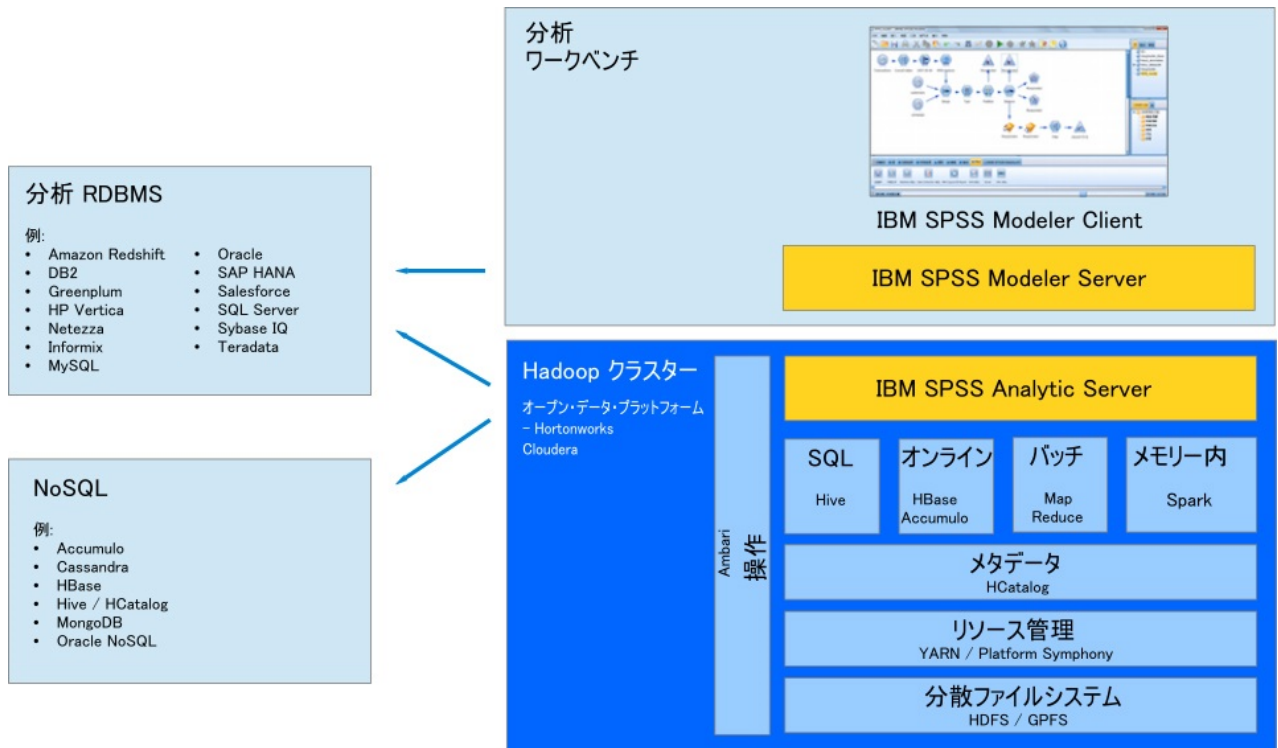 分析
ワークベンチ
IBM SPSS Modeler Client
IBM SPSS Modeler Server
分析 RDBMS
例:
• Amazon Redshift
• DB2
• Greenplum
• HP Vertica
• Netezza
• Informix
• MySQL
• Oracle
• SAP HANA
• Salesforce
• SQL Server
• Sybase IQ
• Teradata
NoSQL
例:
• Accumulo
• Cassandra
• HBase
• Hive / HCatalog
• MongoDB
• Oracle NoSQL
Hadoop クラスター
オープン・データ・プラットフォーム
- Hortonworks
Cloudera
Ambari
操作
IBM SPSS Analytic Server
SQL
Hive
オンライン
HBase
Accumulo
バッチ
Map
Reduce
メモリー内
Spark
メタデータ
HCatalog
リソース管理
YARN / Platform Symphony
分散ファイルシステム
HDFS / GPFS